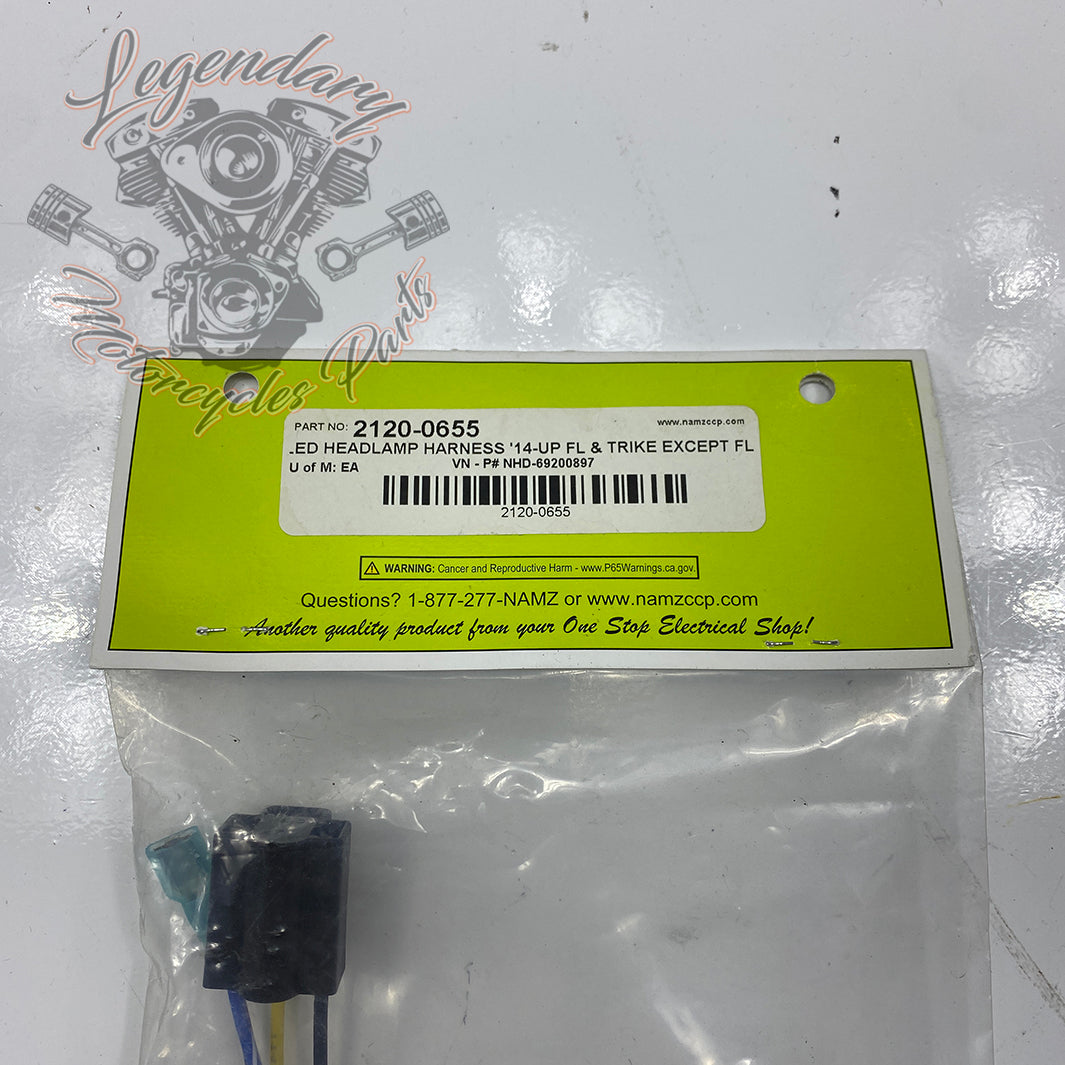 Legendary
Motorcycles Parts
PART NO: 2120-0655
www.namzccp.com
.ED HEADLAMP HARNESS '14-UP FL & TRIKE EXCEPT FL
U of M: EA VN - P# NHD-69200897
2120-0655
WARNING: Cancer and Reproductive Harm - www.P65Warnings.ca.gov.
Questions? 1-877-277-NAMZ or www.namzccp.com
Another quality product from your One Stop Electrical Shop!